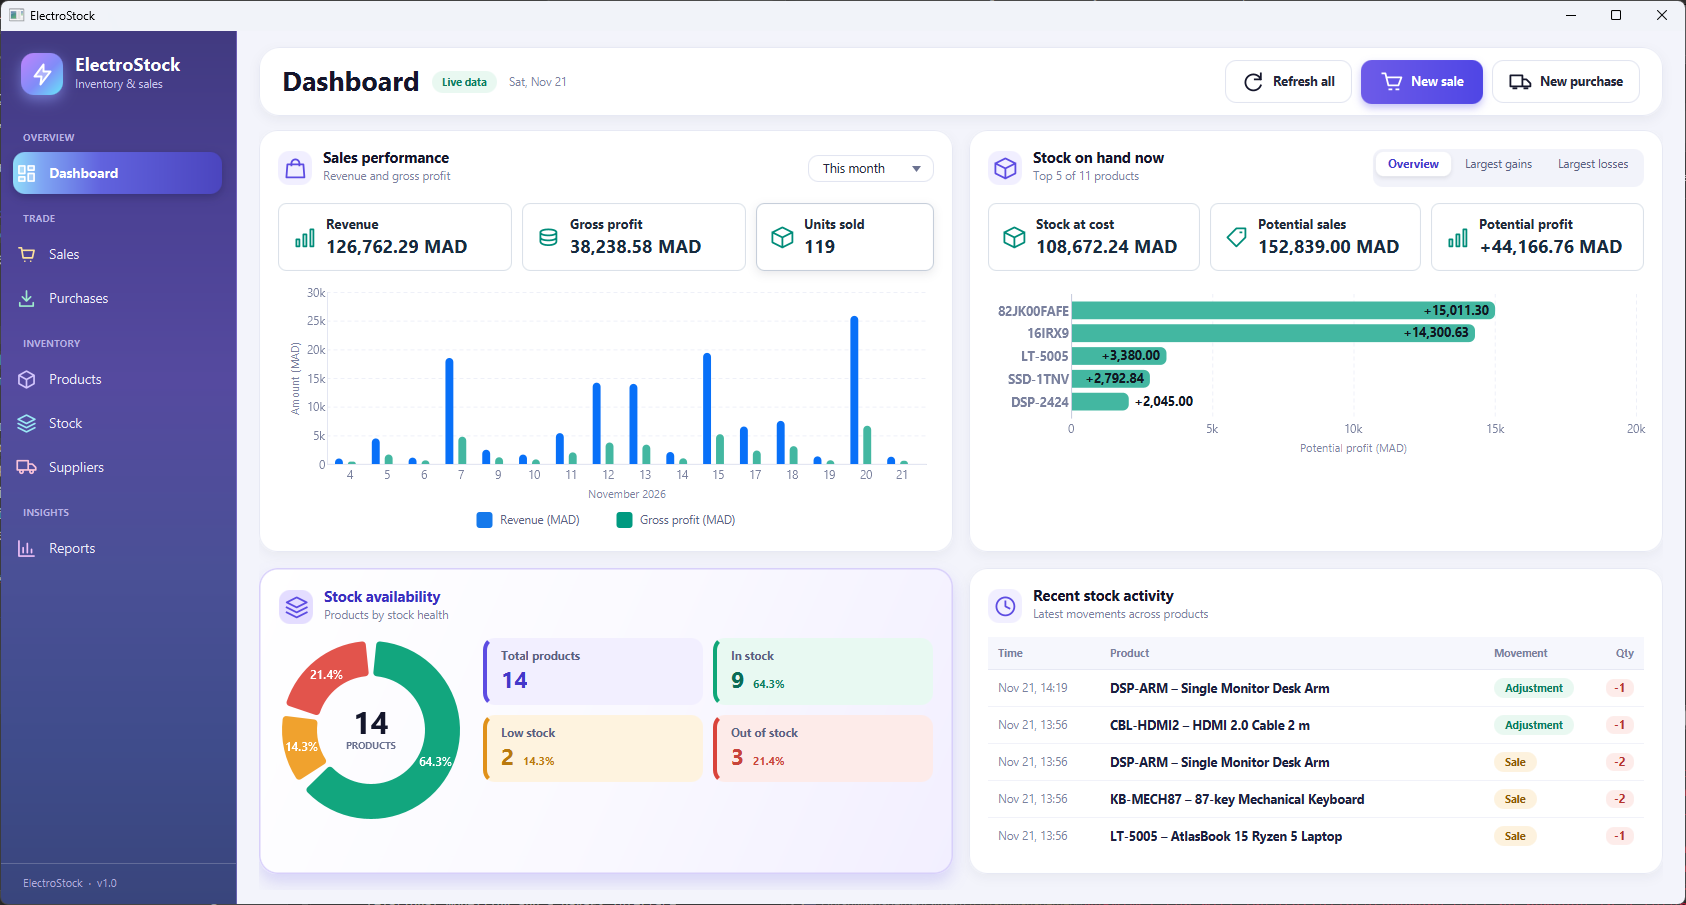 ElectroStock
ElectroStock
Inventory & sales
OVERVIEW
Dashboard
TRADE
Sales
Purchases
INVENTORY
Products
Stock
Suppliers
INSIGHTS
Reports
ElectroStock · v1.0
Dashboard
Live data
Sat, Nov 21
Refresh all
New sale
New purchase
Sales performance
Revenue and gross profit
This month
Revenue
126,762.29 MAD
Gross profit
38,238.58 MAD
Units sold
119
Amount (MAD)
30k
25k
20k
15k
10k
5k
0
4 5 6 7 9 10 11 12 13 14 15 17 18 19 20 21
November 2026
Revenue (MAD)
Gross profit (MAD)
Stock on hand now
Top 5 of 11 products
Overview
Largest gains
Largest losses
Stock at cost
108,672.24 MAD
Potential sales
152,839.00 MAD
Potential profit
+44,166.76 MAD
82JK00FAFE +15,011.30
16IRX9 +14,300.63
LT-5005 +3,380.00
SSD-1TNV +2,792.84
DSP-2424 +2,045.00
0 5k 10k 15k 20k
Potential profit (MAD)
Stock availability
Products by stock health
21.4%
14.3%
64.3%
14
PRODUCTS
Total products
14
In stock
9 64.3%
Low stock
2 14.3%
Out of stock
3 21.4%
Recent stock activity
Latest movements across products
Time Product Movement Qty
Nov 21, 14:19 DSP-ARM – Single Monitor Desk Arm Adjustment -1
Nov 21, 13:56 CBL-HDMI2 – HDMI 2.0 Cable 2 m Adjustment -1
Nov 21, 13:56 DSP-ARM – Single Monitor Desk Arm Sale -2
Nov 21, 13:56 KB-MECH87 – 87-key Mechanical Keyboard Sale -2
Nov 21, 13:56 LT-5005 – AtlasBook 15 Ryzen 5 Laptop Sale -1